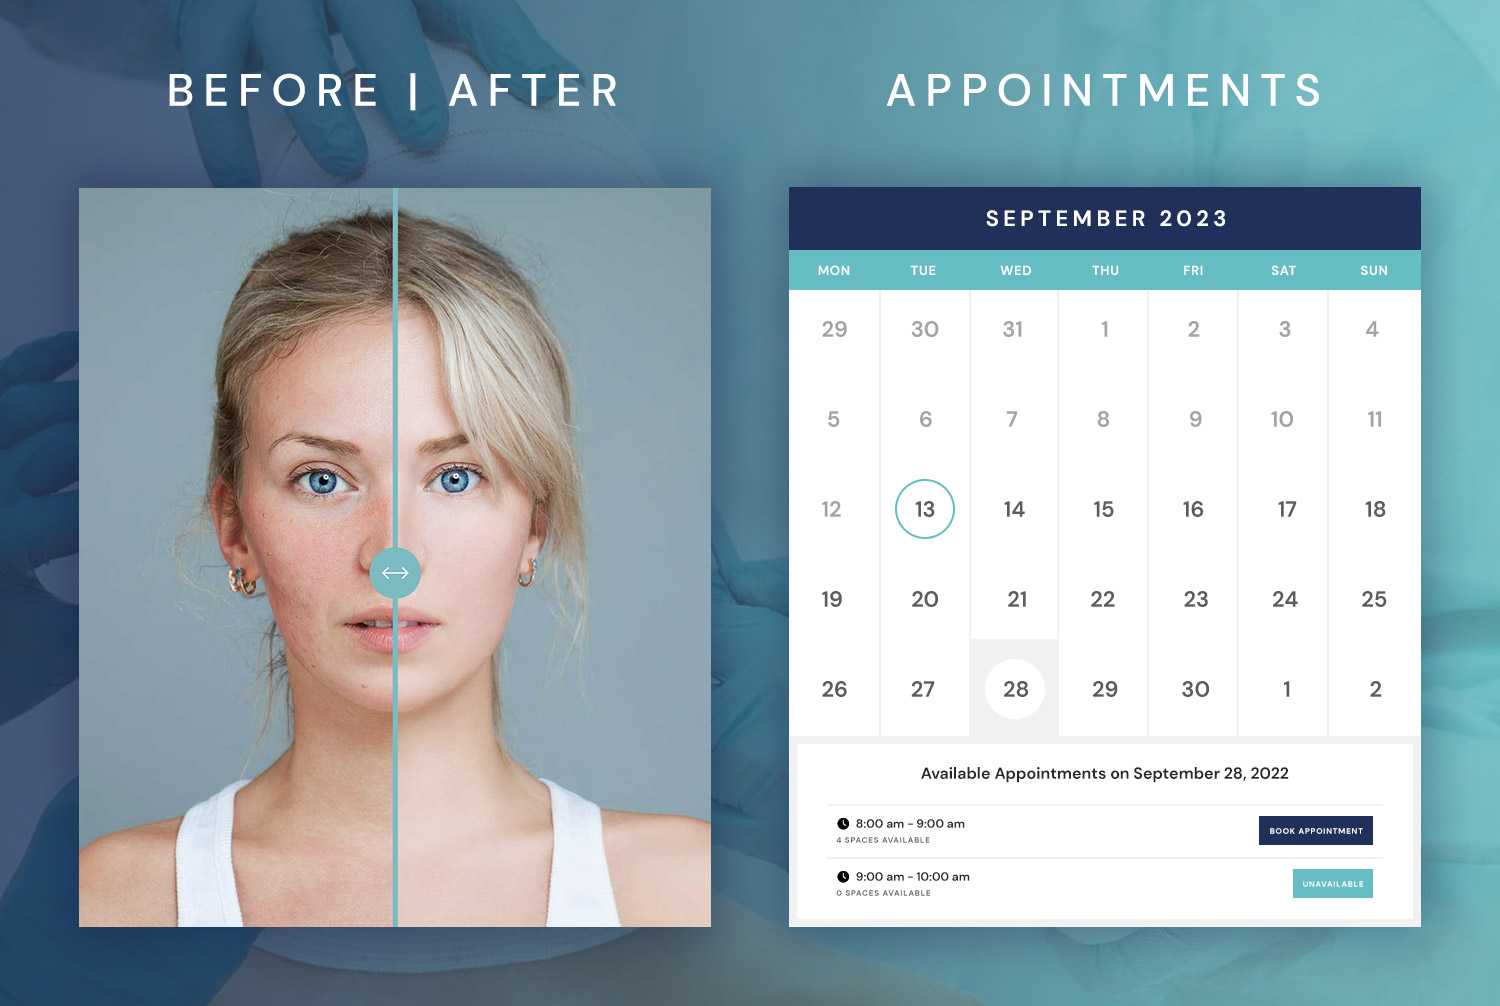 BEFORE | AFTER
APPOINTMENTS
SEPTEMBER 2023
MON TUE WED THU FRI SAT SUN
29 30 31 1 2 3 4
5 6 7 8 9 10 11
12 13 14 15 16 17 18
19 20 21 22 23 24 25
26 27 28 29 30 1 2
Available Appointments on September 28, 2022
8:00 am - 9:00 am
4 SPACES AVAILABLE
BOOK APPOINTMENT
9:00 am - 10:00 am
0 SPACES AVAILABLE
UNAVAILABLE